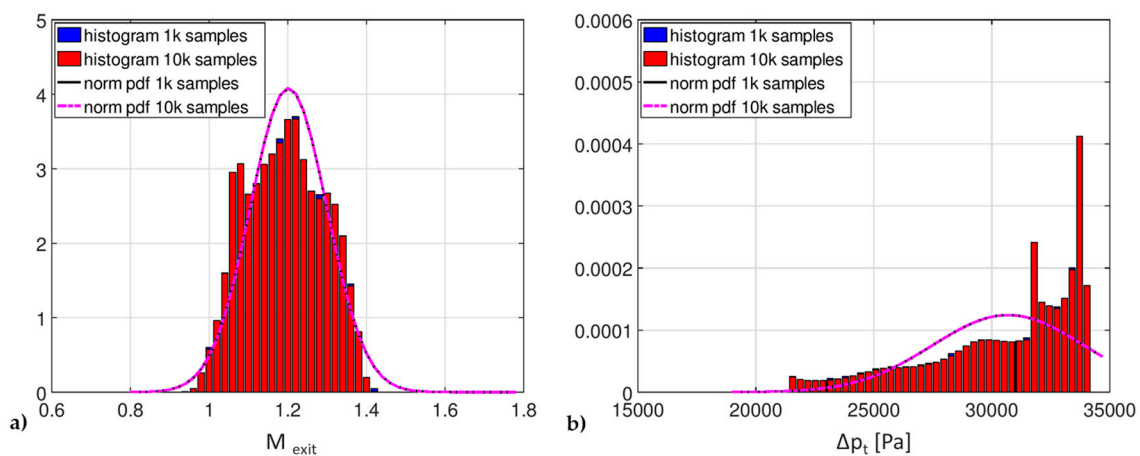 5
4
3
2
1
0
histogram 1k samples
histogram 10k samples
norm pdf 1k samples
norm pdf 10k samples
0.6
0.8
1
1.2
1.4
1.6
1.8
a)
M exit
0.0006
0.0005
0.0004
0.0003
0.0002
0.0001
0
histogram 1k samples
histogram 10k samples
norm pdf 1k samples
norm pdf 10k samples
15000
20000
25000
30000
35000
b)
Δpt [Pa]